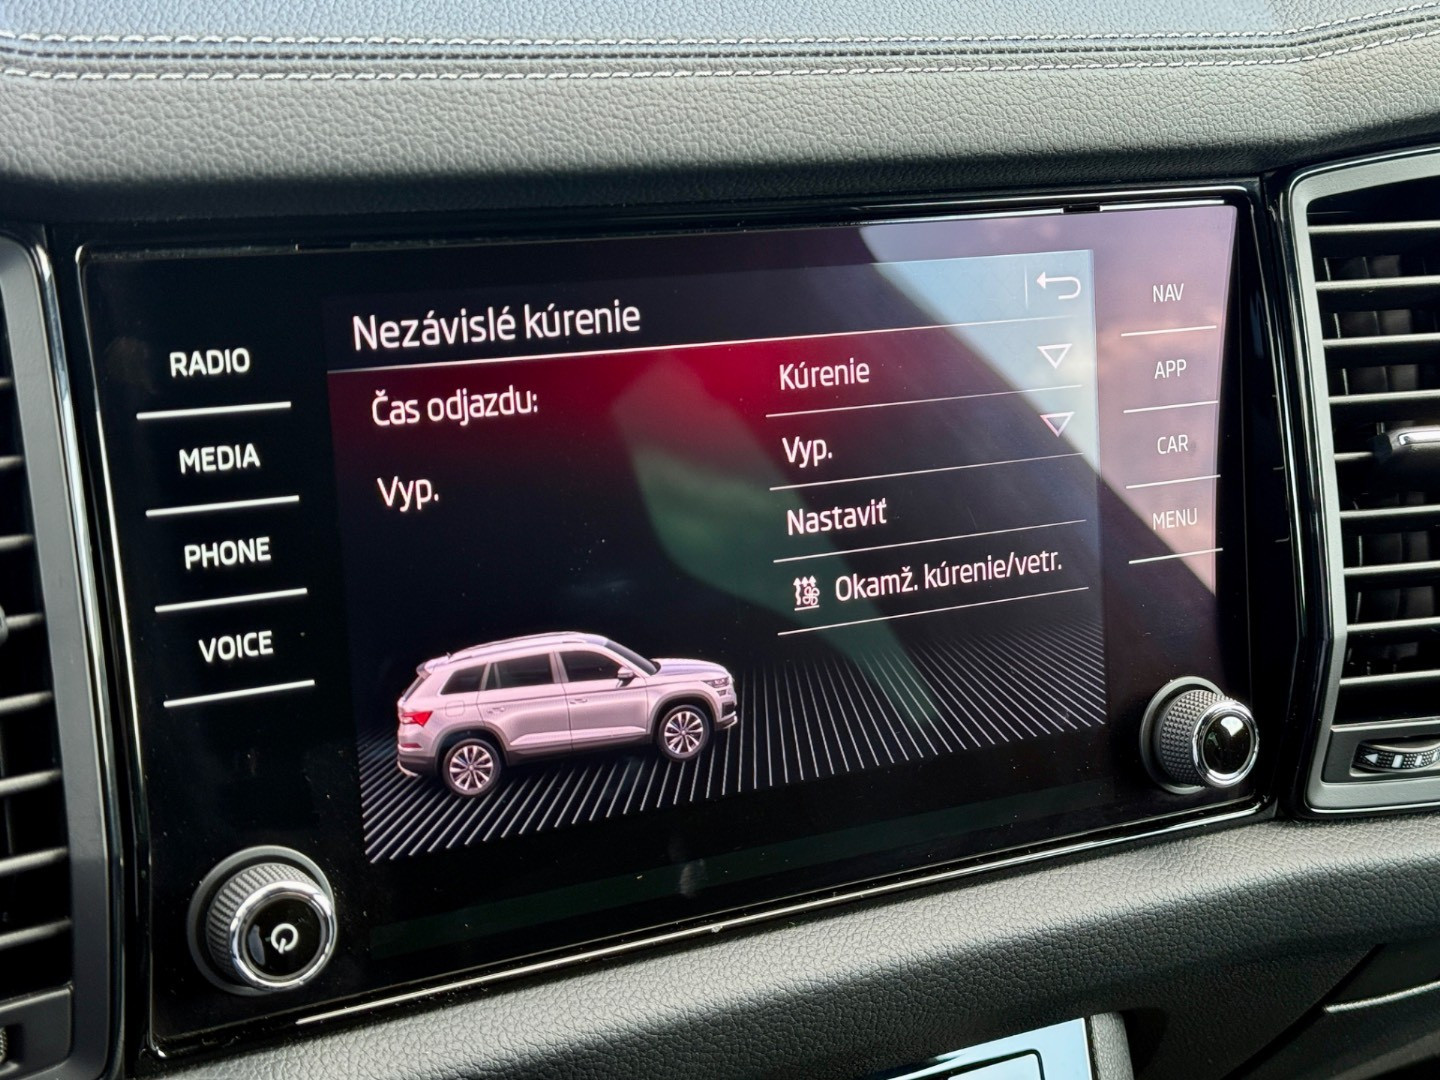 RADIO
MEDIA
PHONE
VOICE
Nezávislé kúrenie
Čas odjazdu:
Vyp.
Kúrenie
Vyp.
Nastaviť
Okamž. kúrenie/vetr.
NAV
APP
CAR
MENU